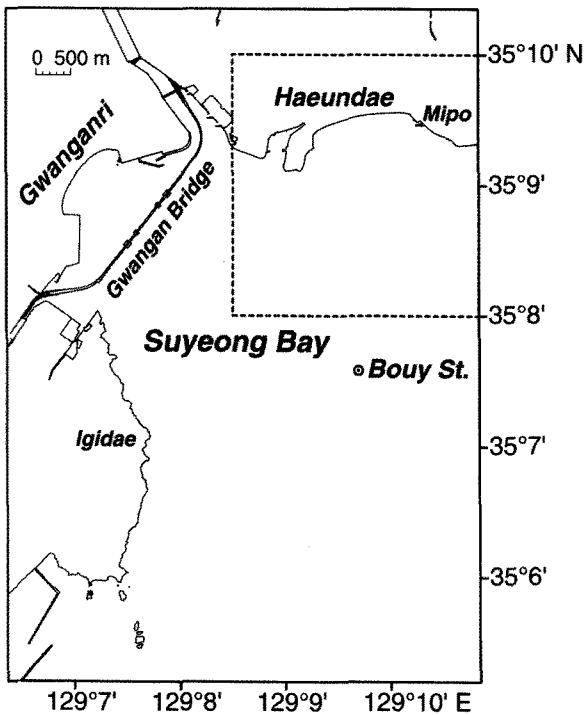 0 500 m
35°10' N
Haeundae
Mipo
Gwanganri
35°9'
Gwangan Bridge
35°8'
Suyeong Bay
Bouy St.
Igidae
35°7'
35°6'
129°7' 129°8' 129°9' 129°10' E